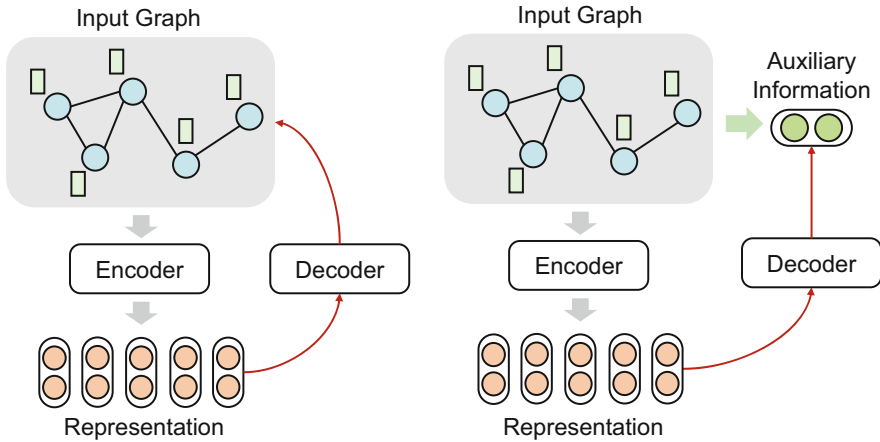 Input Graph
Encoder
Decoder
Representation
Input Graph
Auxiliary
Information
Encoder
Decoder
Representation